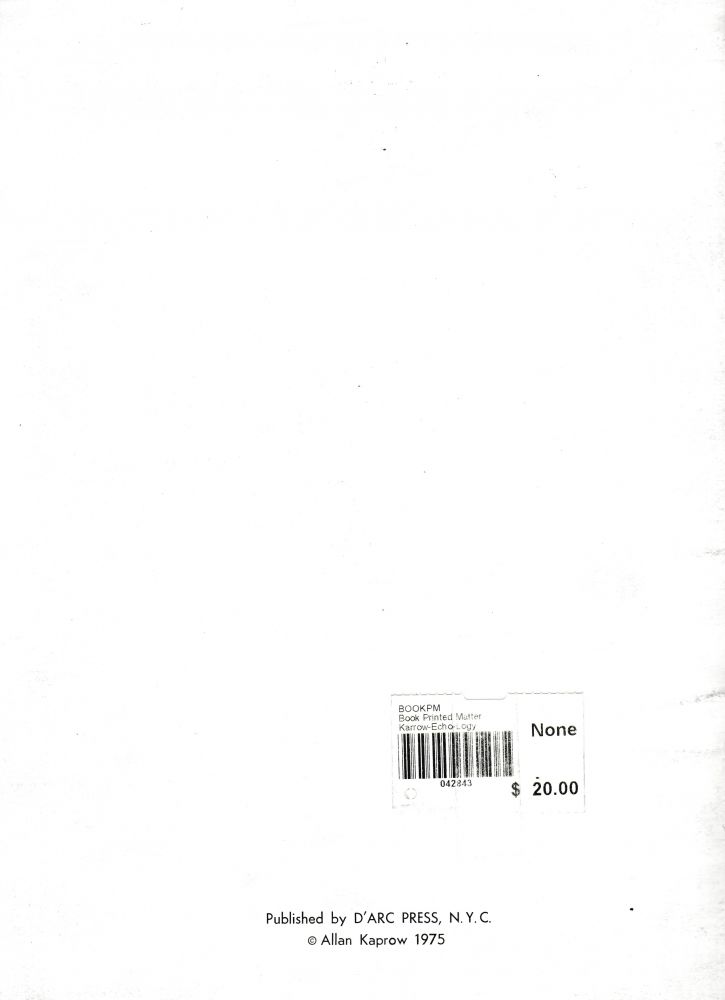 BOOKPM
Book Printed Matter
Karrow-Echo-Logy
None
042843
$ 20.00
Published by D'ARC PRESS, N.Y.C.
© Allan Kaprow 1975